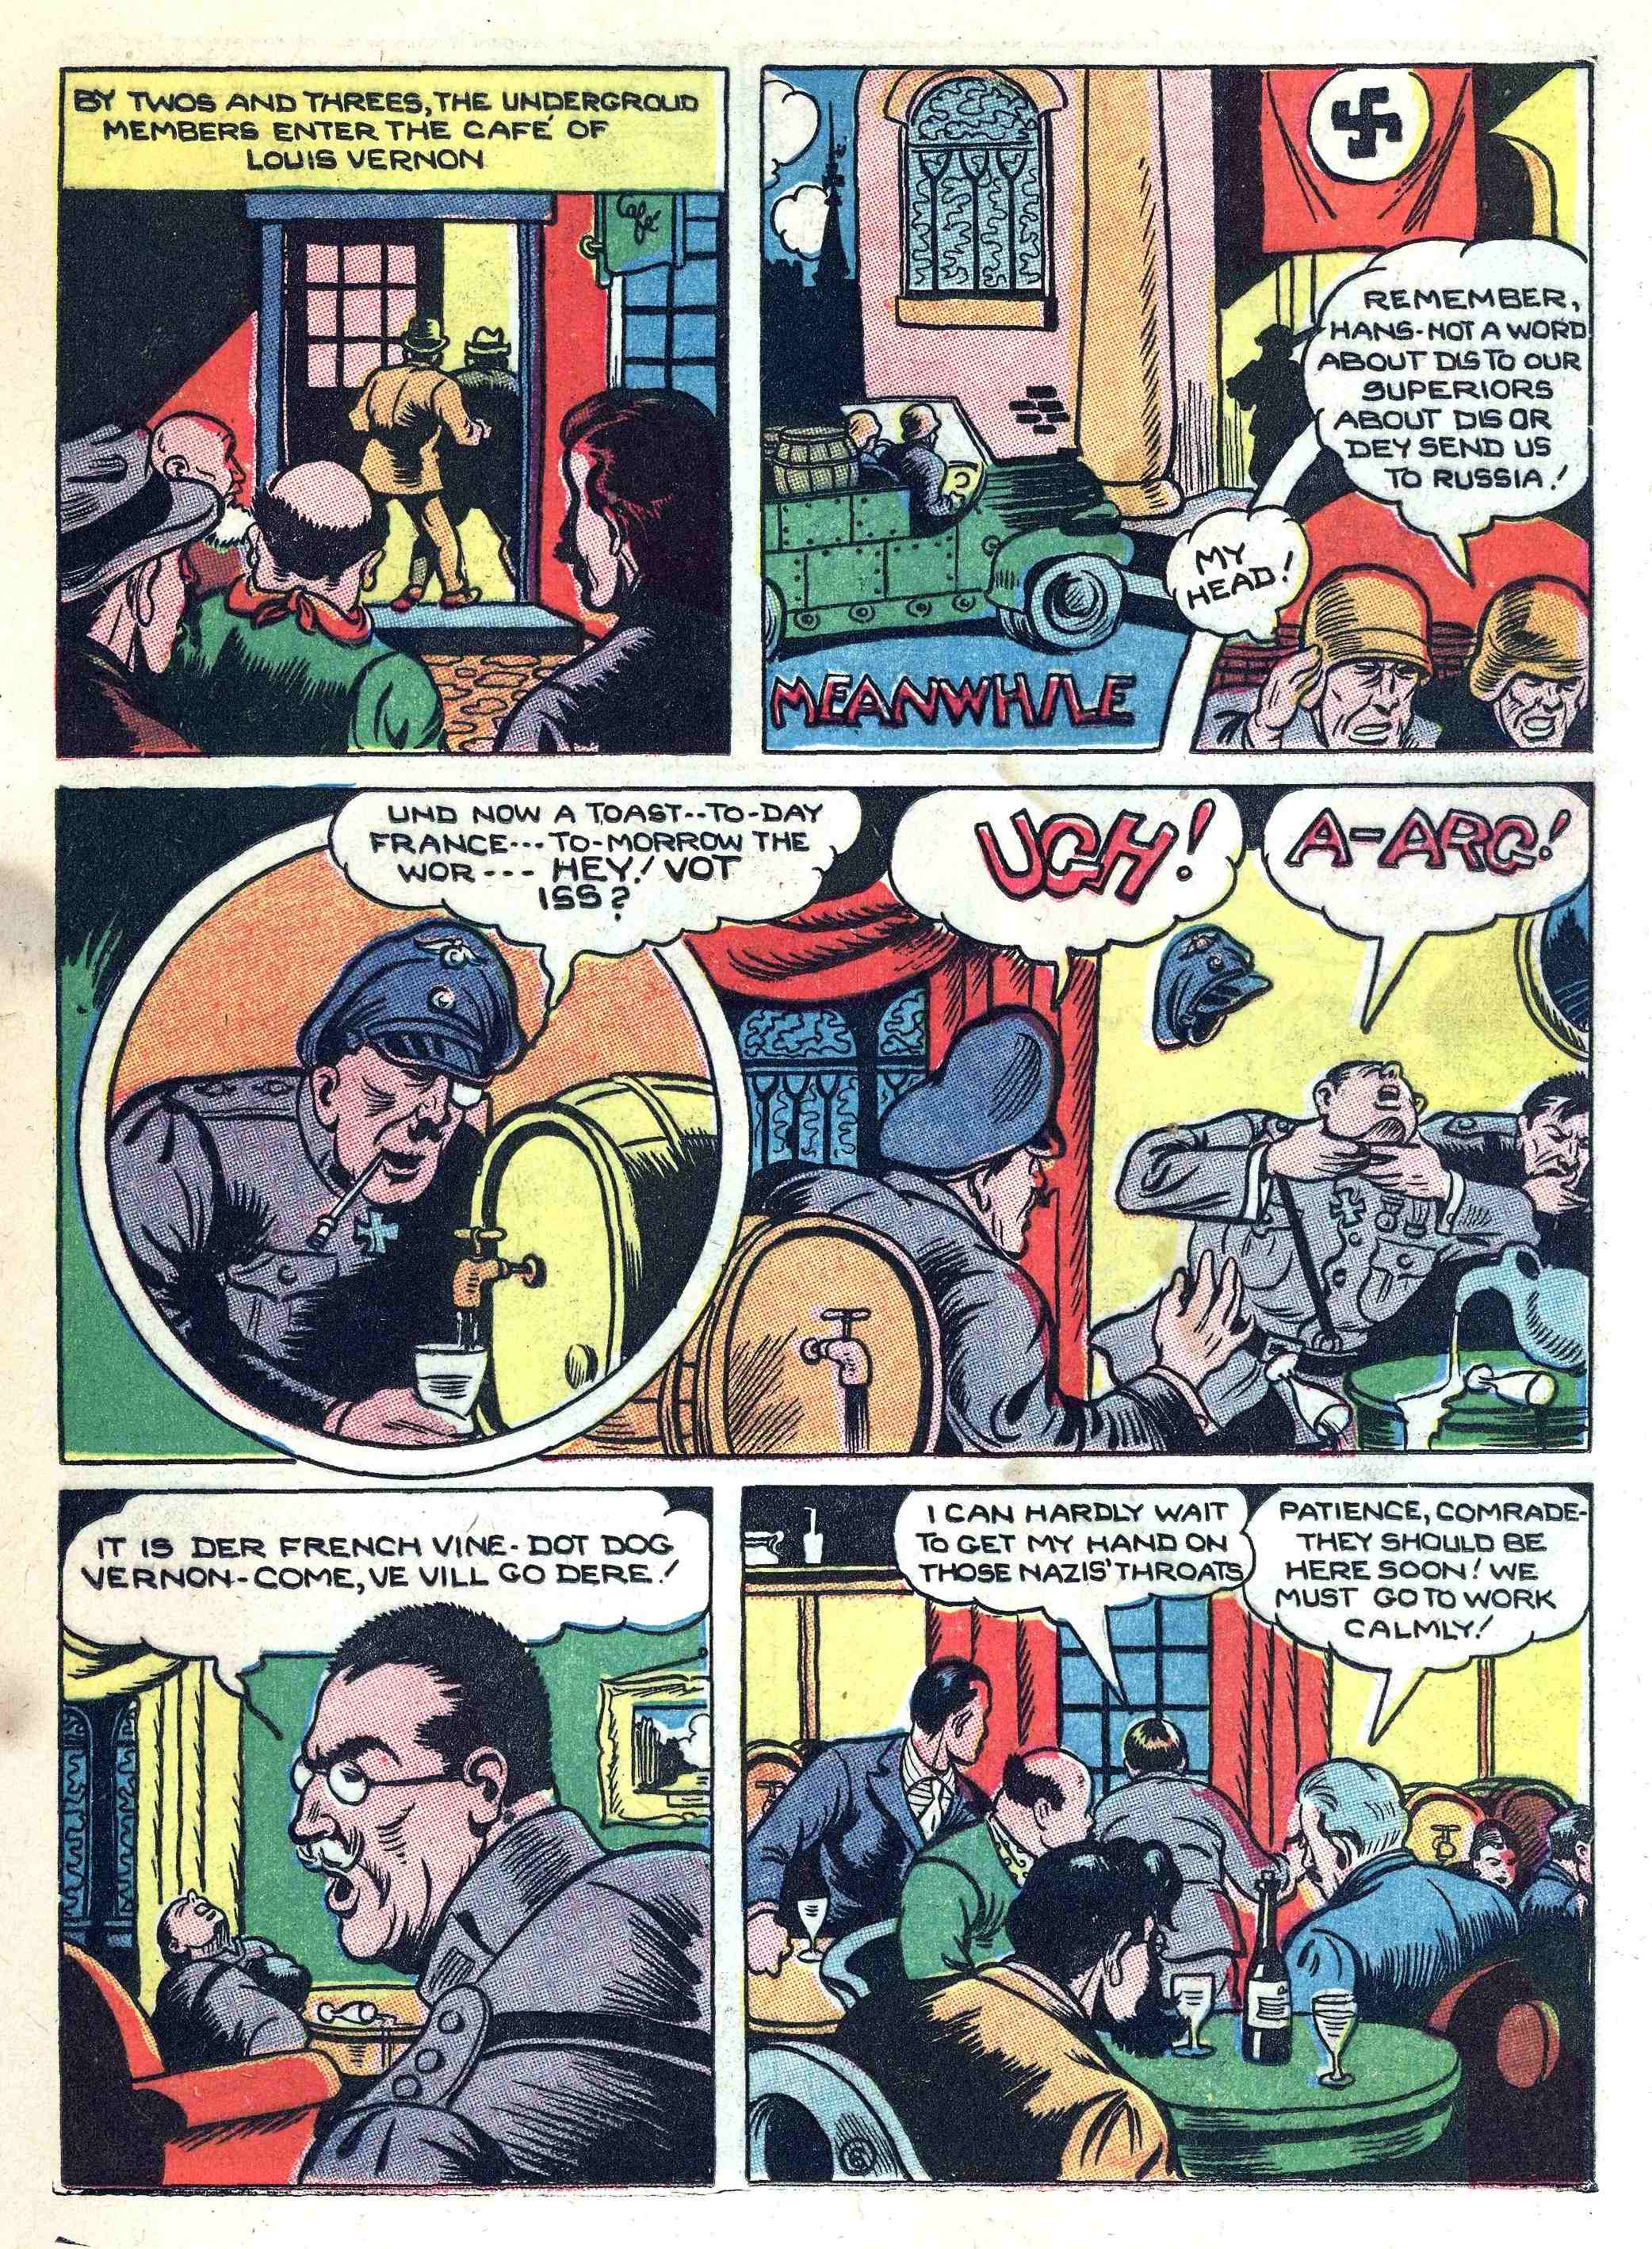 BY TWOS AND THREES, THE UNDERGROUD
MEMBERS ENTER THE CAFÉ OF
LOUIS VERNON
Café
REMEMBER,
HANS-NOT A WORD
ABOUT DIS TO OUR
SUPERIORS
ABOUT DIS OR
DEY SEND US
TO RUSSIA!
MY
HEAD!
MEANWHILE
UND NOW A TOAST--TO-DAY
FRANCE---TO-MORROW THE
WOR--- HEY! VOT
ISS?
UGH!
A-ARG!
IT IS DER FRENCH VINE-DOT DOG
VERNON-COME, VE VILL GO DERE!
I CAN HARDLY WAIT
TO GET MY HAND ON
THOSE NAZIS' THROATS
PATIENCE, COMRADE-
THEY SHOULD BE
HERE SOON! WE
MUST GO TO WORK
CALMLY!